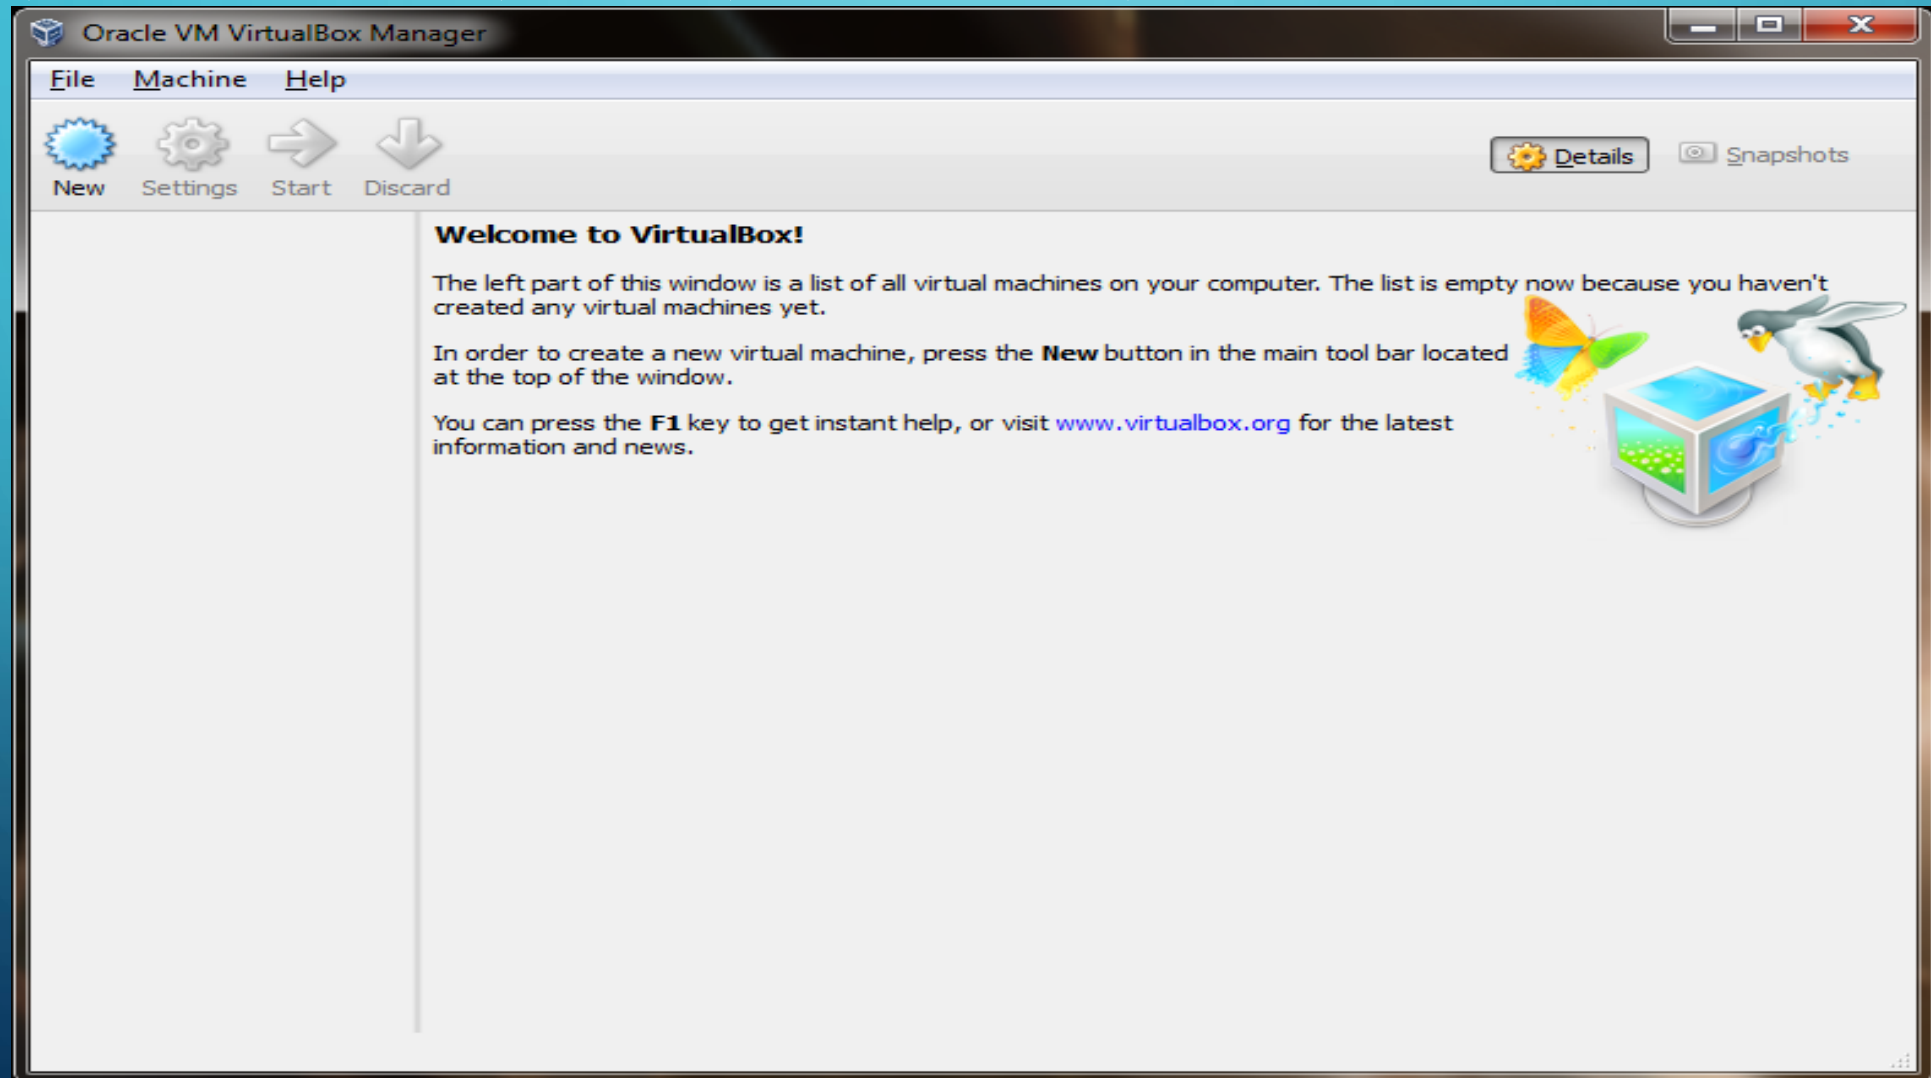 Oracle VM VirtualBox Manager
File Machine Help
New Settings Start Discard
Details Snapshots
Welcome to VirtualBox!
The left part of this window is a list of all virtual machines on your computer. The list is empty now because you haven't
created any virtual machines yet.
In order to create a new virtual machine, press the New button in the main tool bar located
at the top of the window.
You can press the F1 key to get instant help, or visit www.virtualbox.org for the latest
information and news.